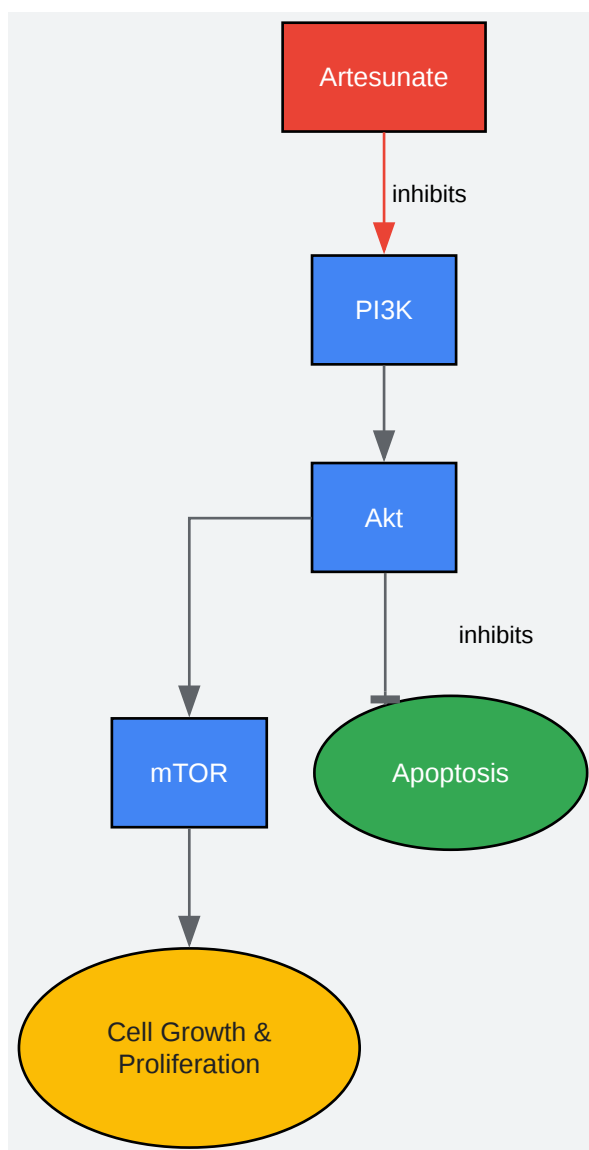 Artesunate
inhibits
PI3K
Akt
inhibits
mTOR
Apoptosis
Cell Growth &
Proliferation